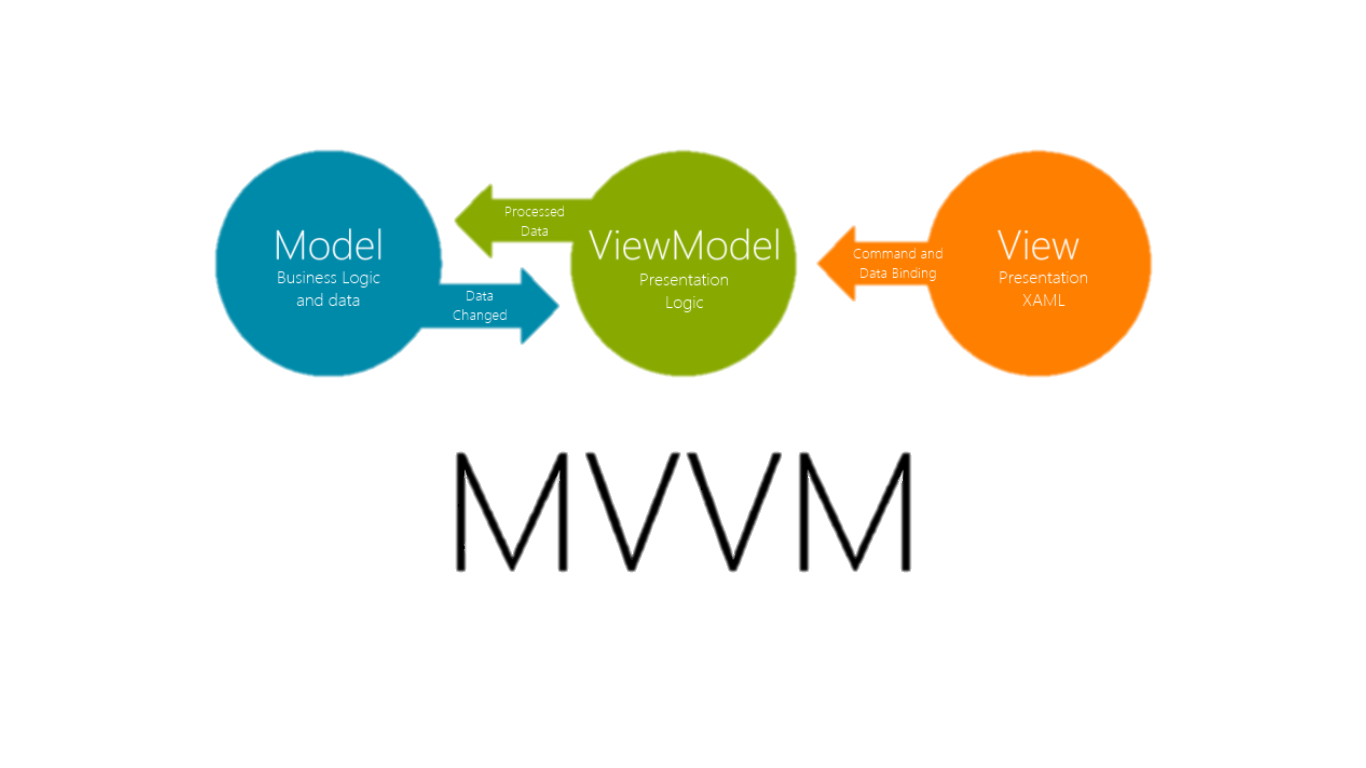 Model
Business Logic
and data
Processed
Data
Data
Changed
ViewModel
Presentation
Logic
Command and
Data Binding
View
Presentation
XAML
MVVM